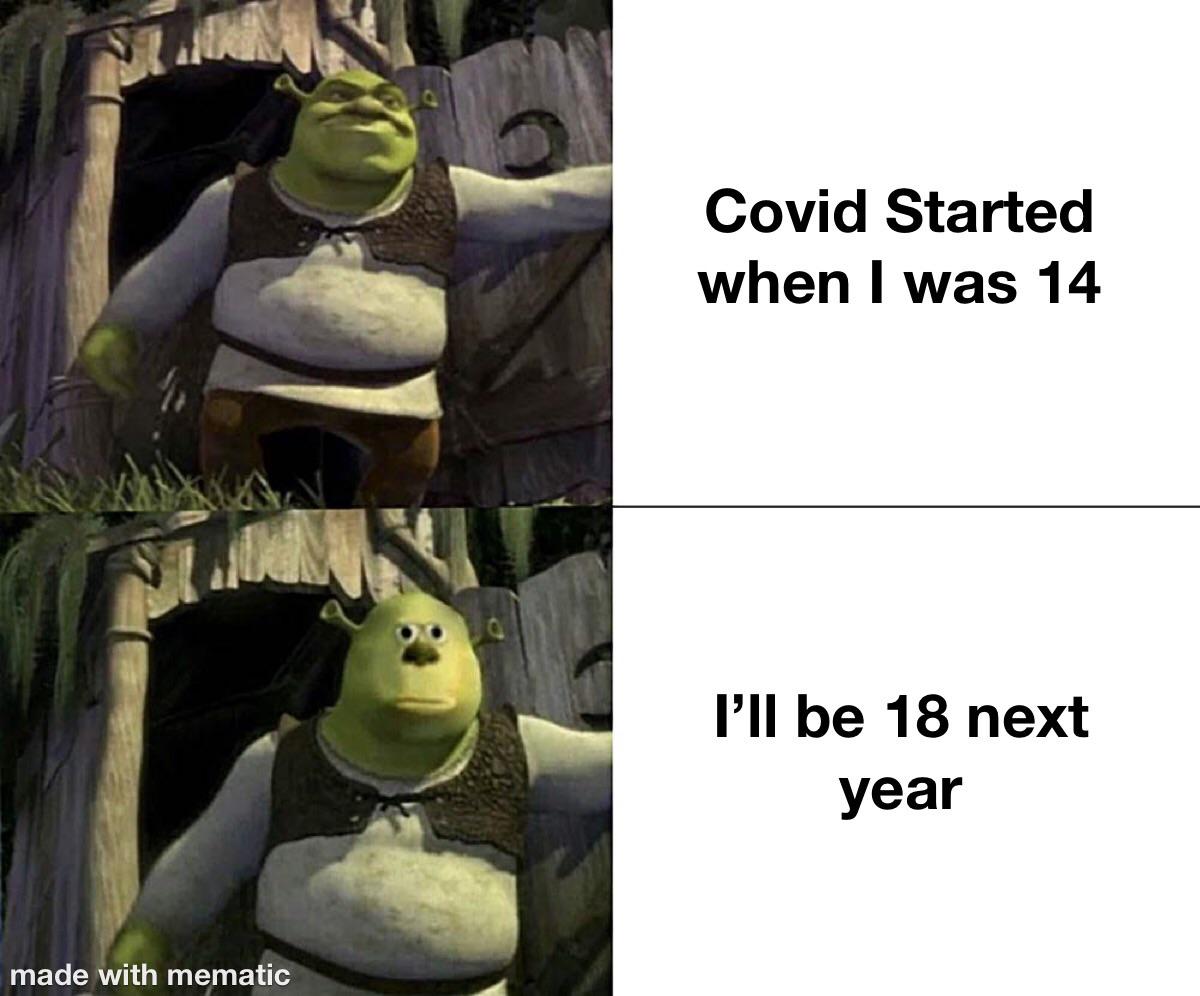 Covid Started
when I was 14
I’ll be 18 next
year
made with mematic